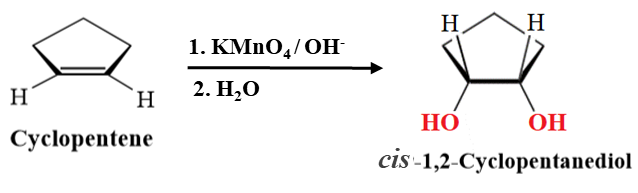 H
H
Cyclopentene
1. KMnO₄ / OH⁻
2. H₂O
H
H
HO
OH
cis-1,2-Cyclopentanediol